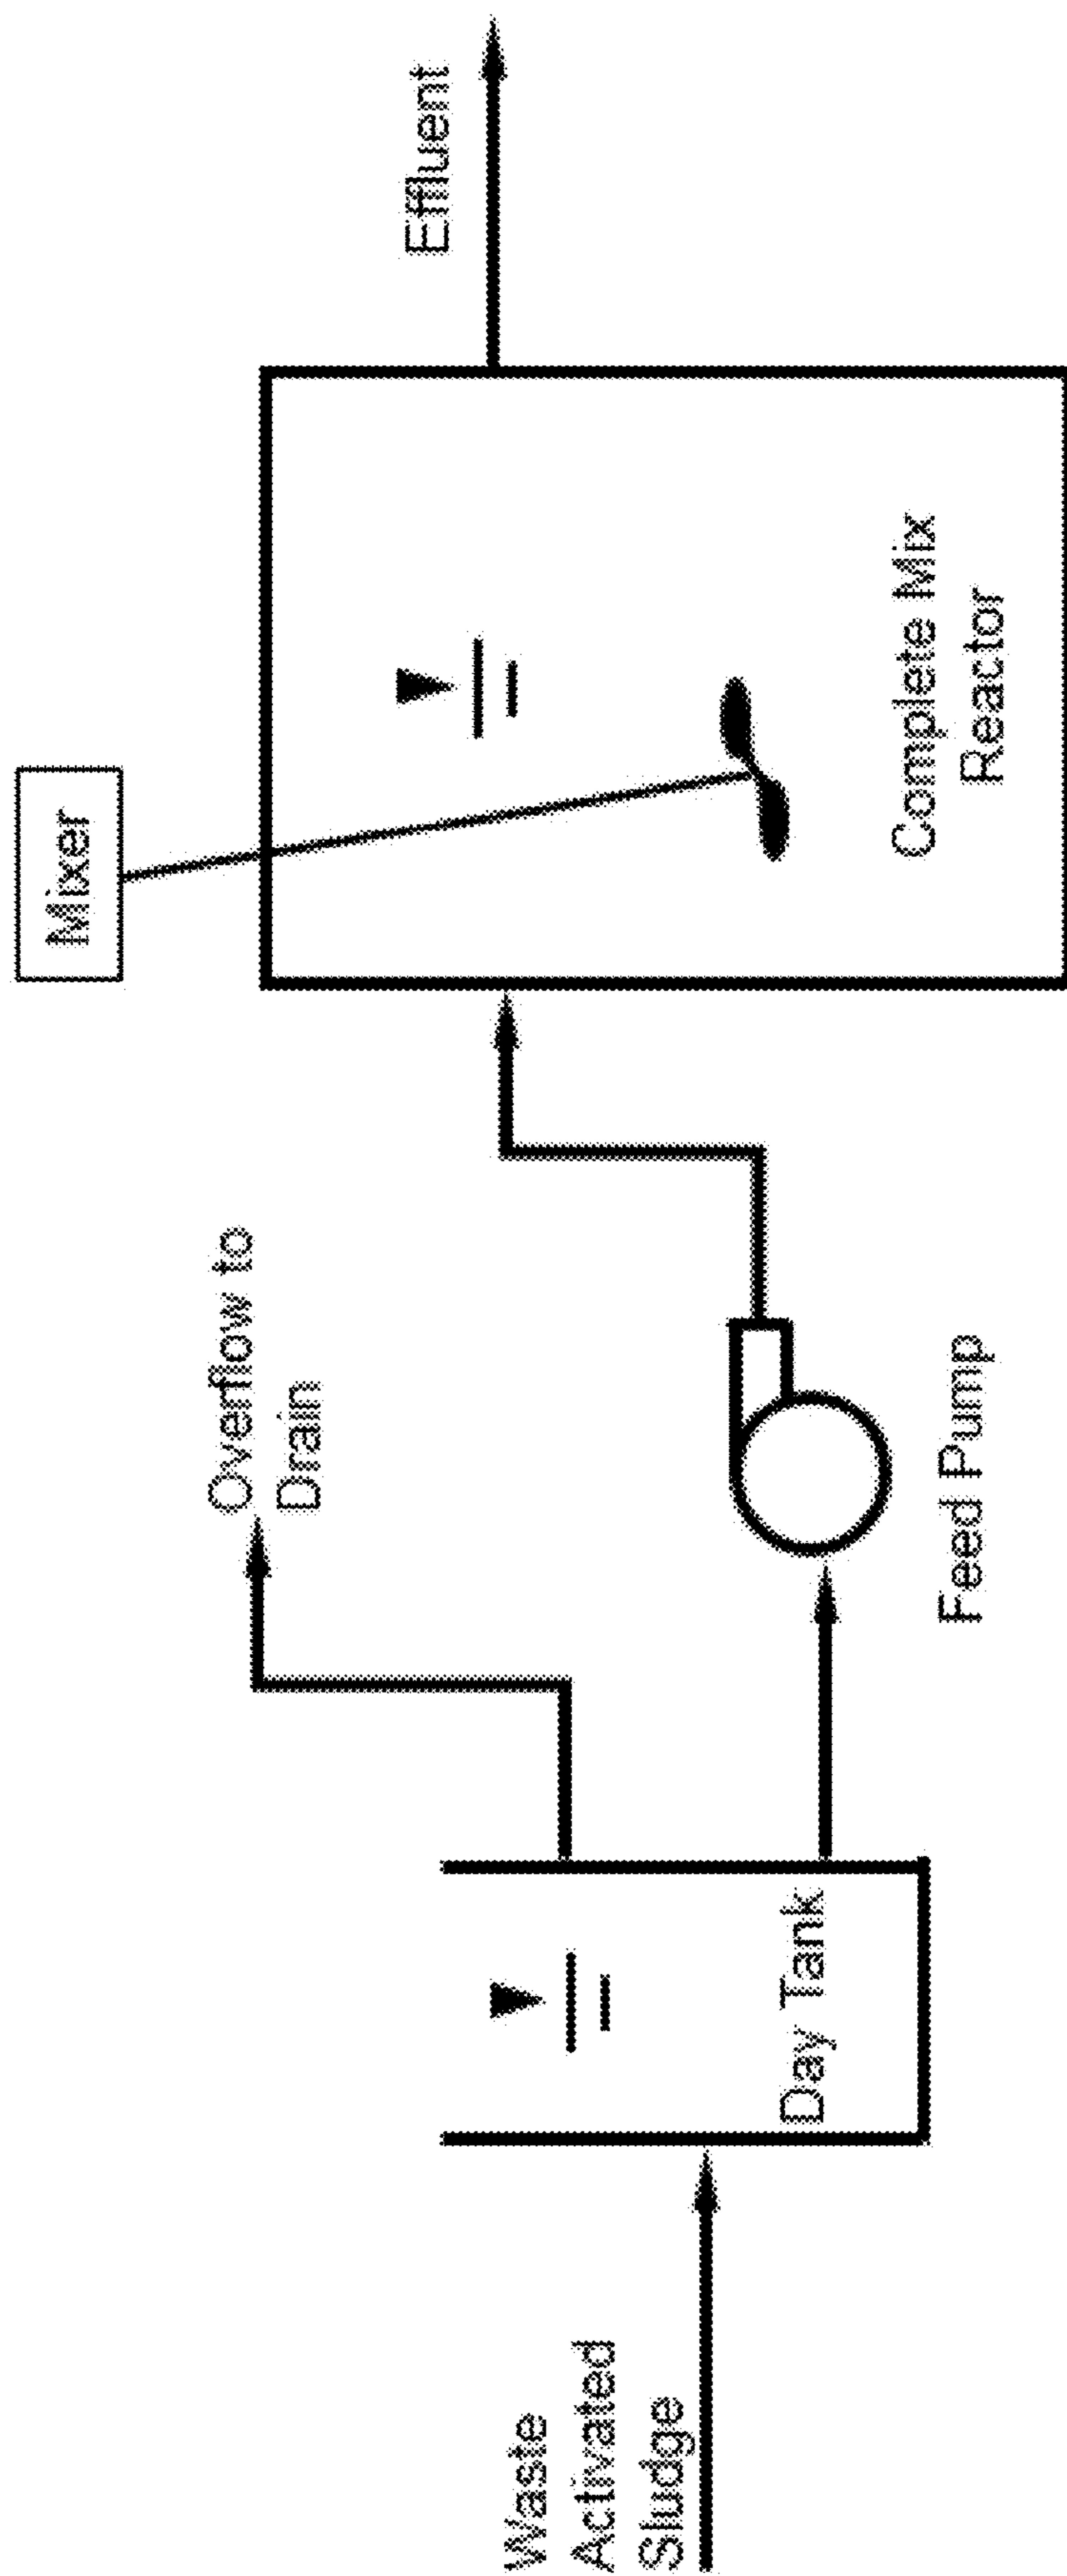 Waste
Activated
Sludge
Day Tank
Overflow to
Drain
Feed Pump
Mixer
Complete Mix
Reactor
Effluent